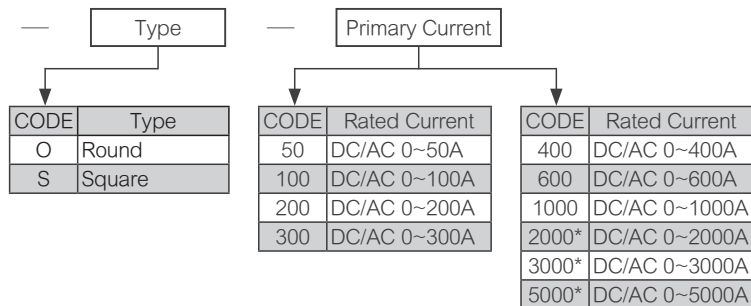 — Type — Primary Current
CODE Type
O Round
S Square
CODE Rated Current
50 DC/AC 0~50A
100 DC/AC 0~100A
200 DC/AC 0~200A
300 DC/AC 0~300A
CODE Rated Current
400 DC/AC 0~400A
600 DC/AC 0~600A
1000 DC/AC 0~1000A
2000* DC/AC 0~2000A
3000* DC/AC 0~3000A
5000* DC/AC 0~5000A